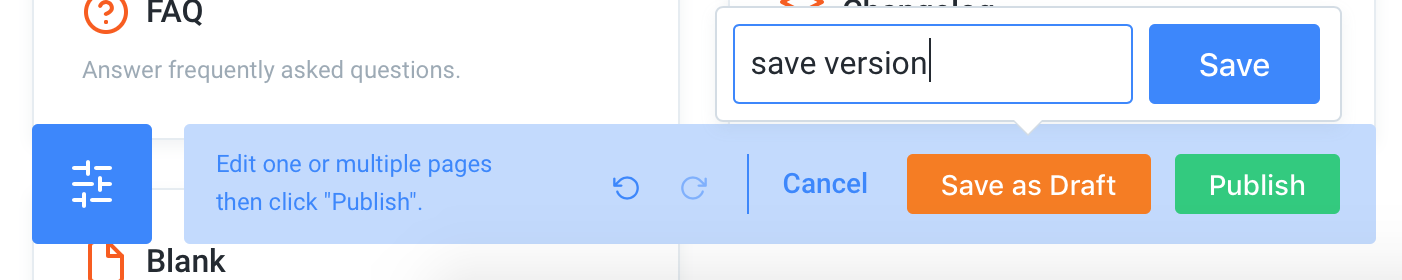 FAQ
Answer frequently asked questions.
Changelog
save version
Save
Edit one or multiple pages
then click "Publish".
Cancel
Save as Draft
Publish
Blank